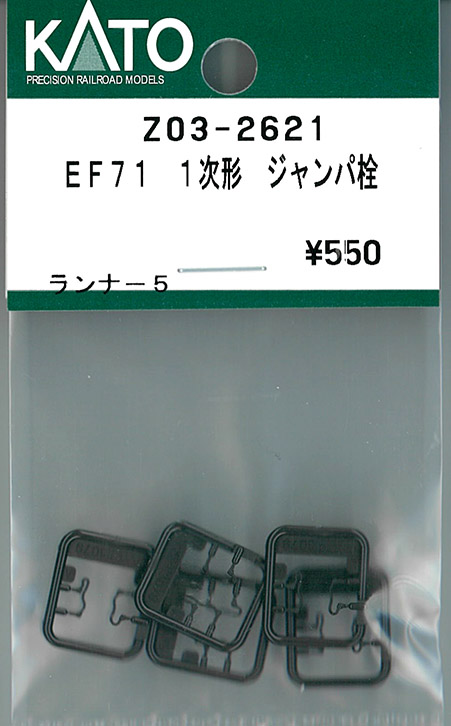 KATO
PRECISION RAILROAD MODELS
Z03-2621
EF71 1次形 ジャンパ栓
¥550
ランナー5